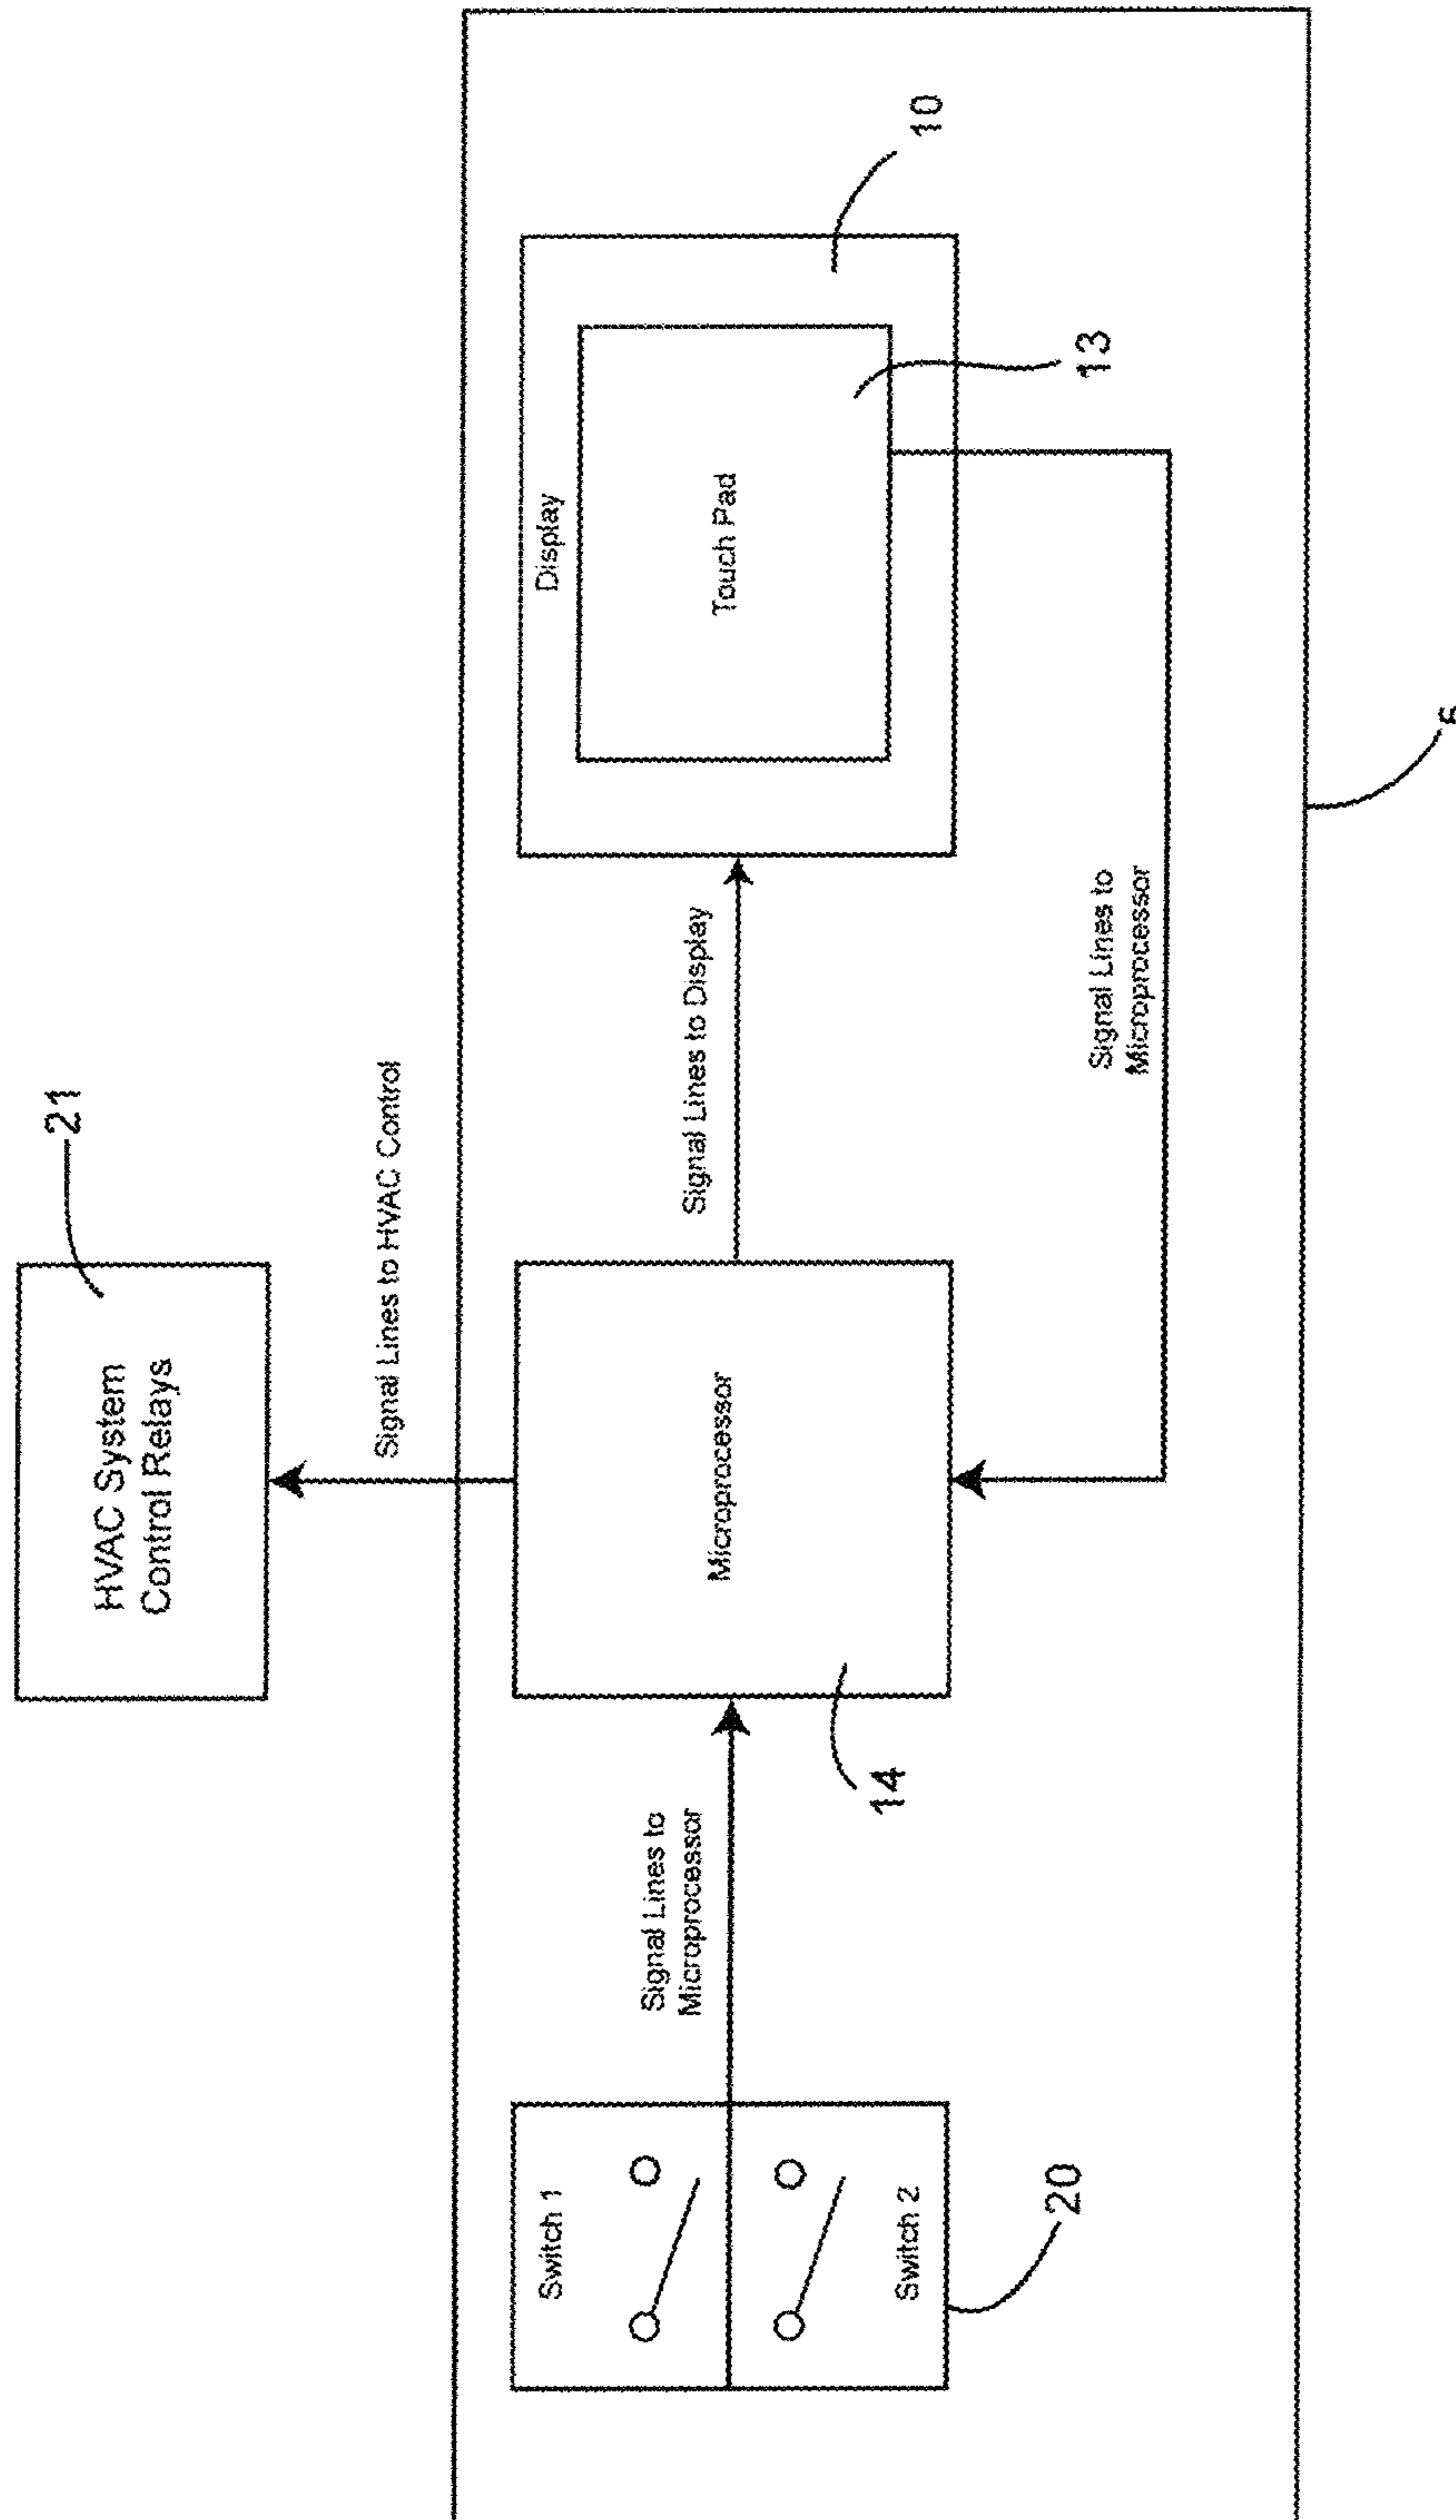 21
HVAC System
Control Relays
Signal Lines to HVAC Control
Switch 1
Display
Signal Lines to
Microprocessor
Signal Lines to Display
Microprocessor
Touch Pad
Switch 2
14
10
20
13
Signal Lines to
Microprocessor